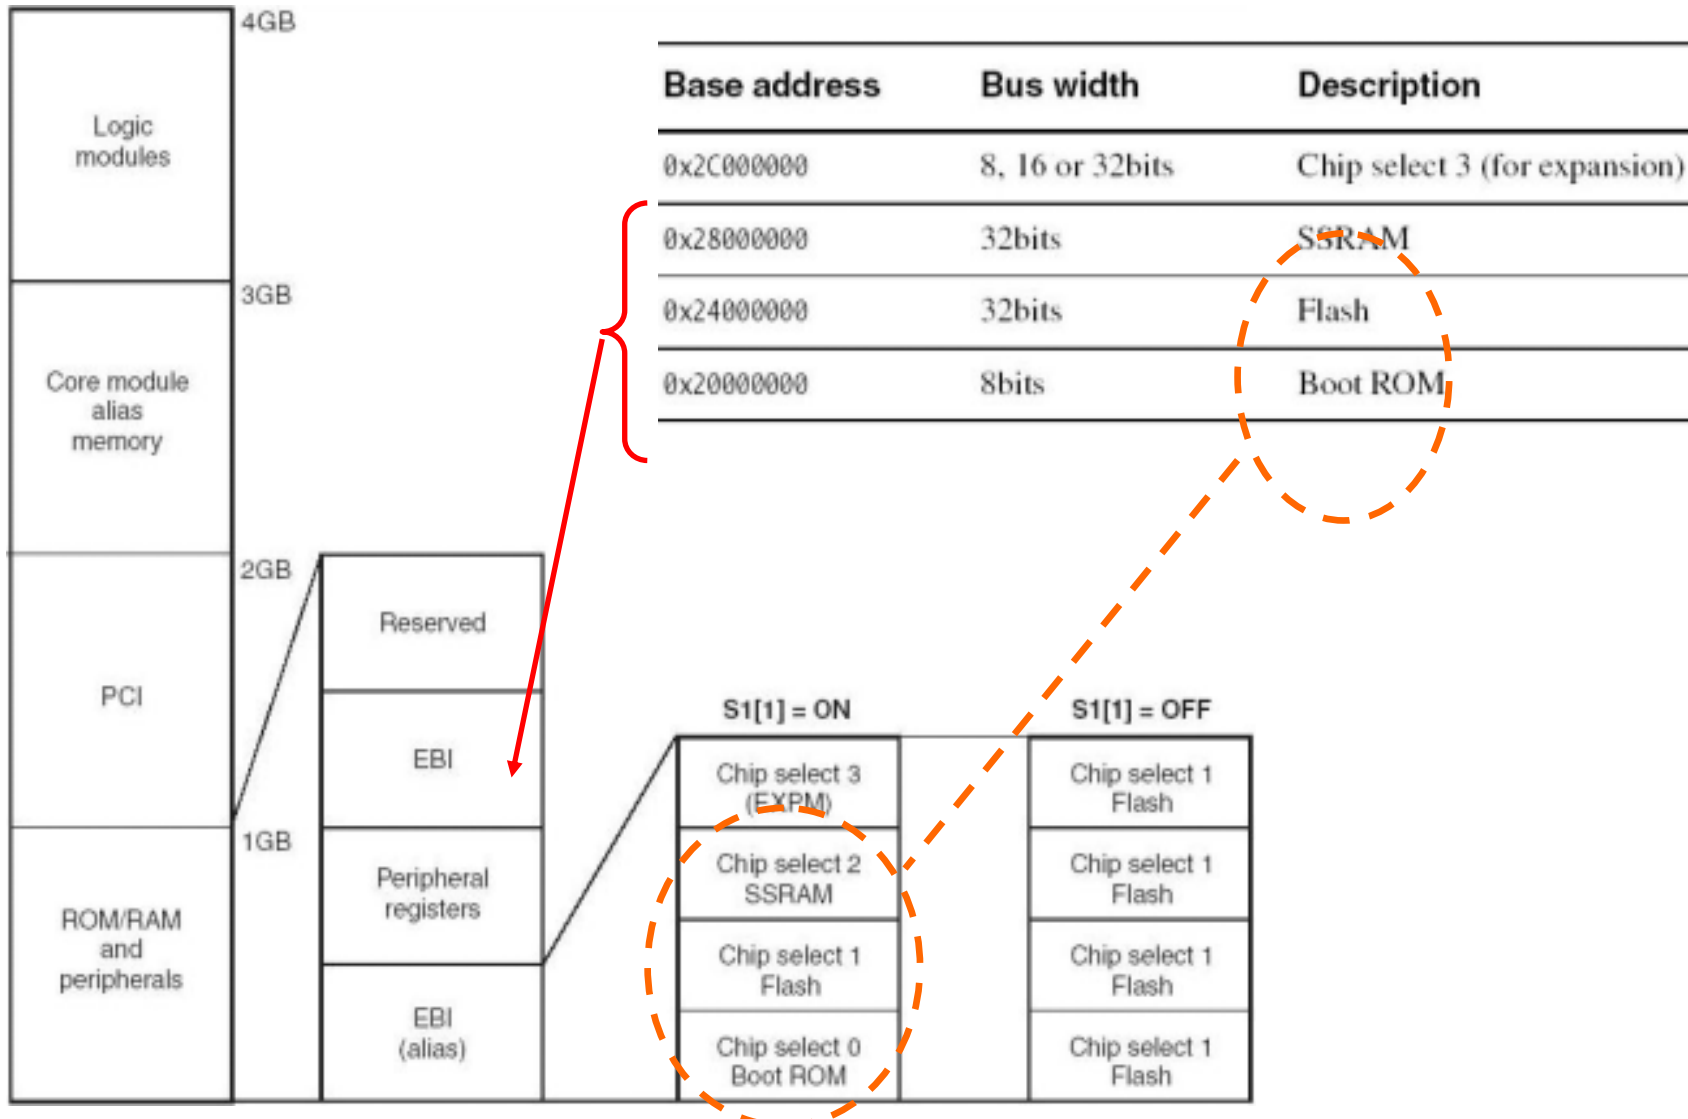 4GB
Logic
modules
3GB
Core module
alias
memory
2GB
PCI
1GB
ROM/RAM
and
peripherals
Reserved
EBI
Peripheral
registers
EBI
(alias)
Base address Bus width Description
0x2C000000 8, 16 or 32bits Chip select 3 (for expansion)
0x28000000 32bits SSRAM
0x24000000 32bits Flash
0x20000000 8bits Boot ROM
S1[1] = ON
Chip select 3
(EXPM)
Chip select 2
SSRAM
Chip select 1
Flash
Chip select 0
Boot ROM
S1[1] = OFF
Chip select 1
Flash
Chip select 1
Flash
Chip select 1
Flash
Chip select 1
Flash